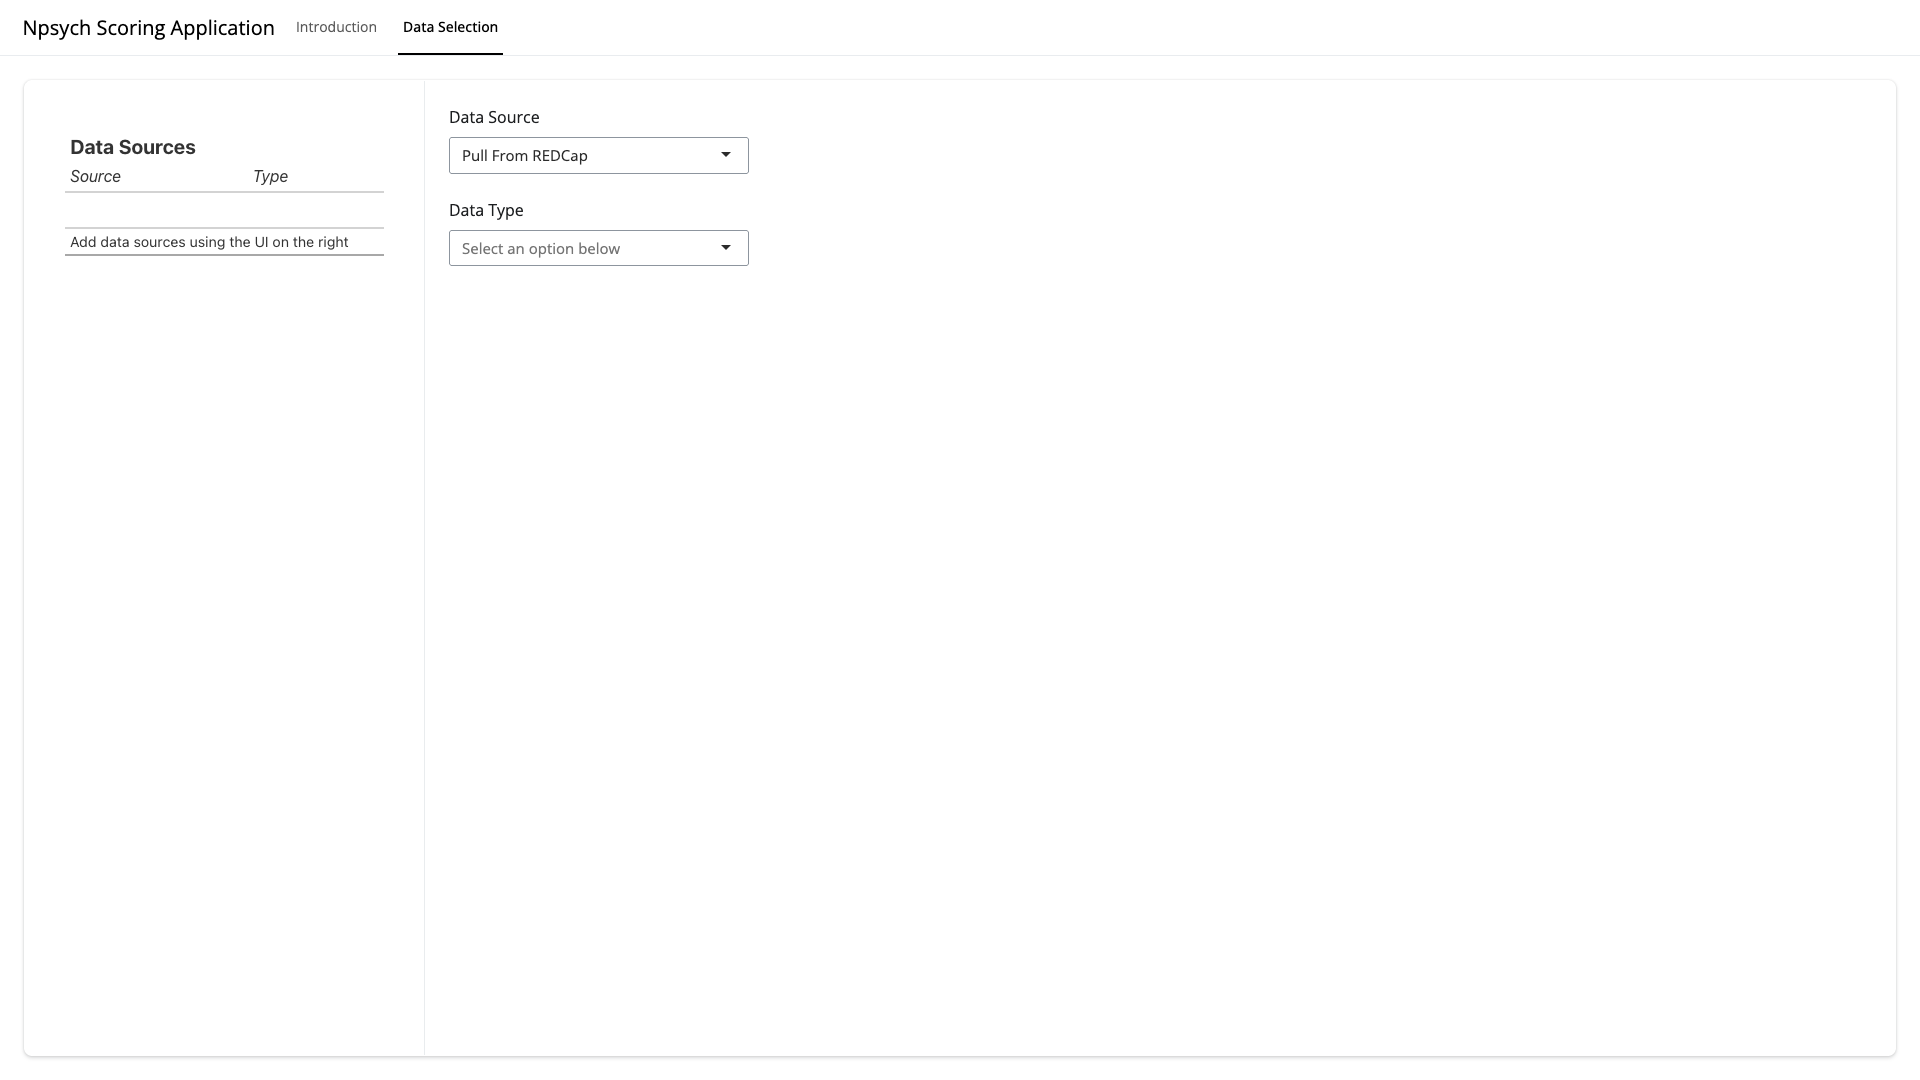 Npsych Scoring Application
Introduction
Data Selection
Data Sources
Source Type
Add data sources using the UI on the right
Data Source
Pull From REDCap
Data Type
Select an option below